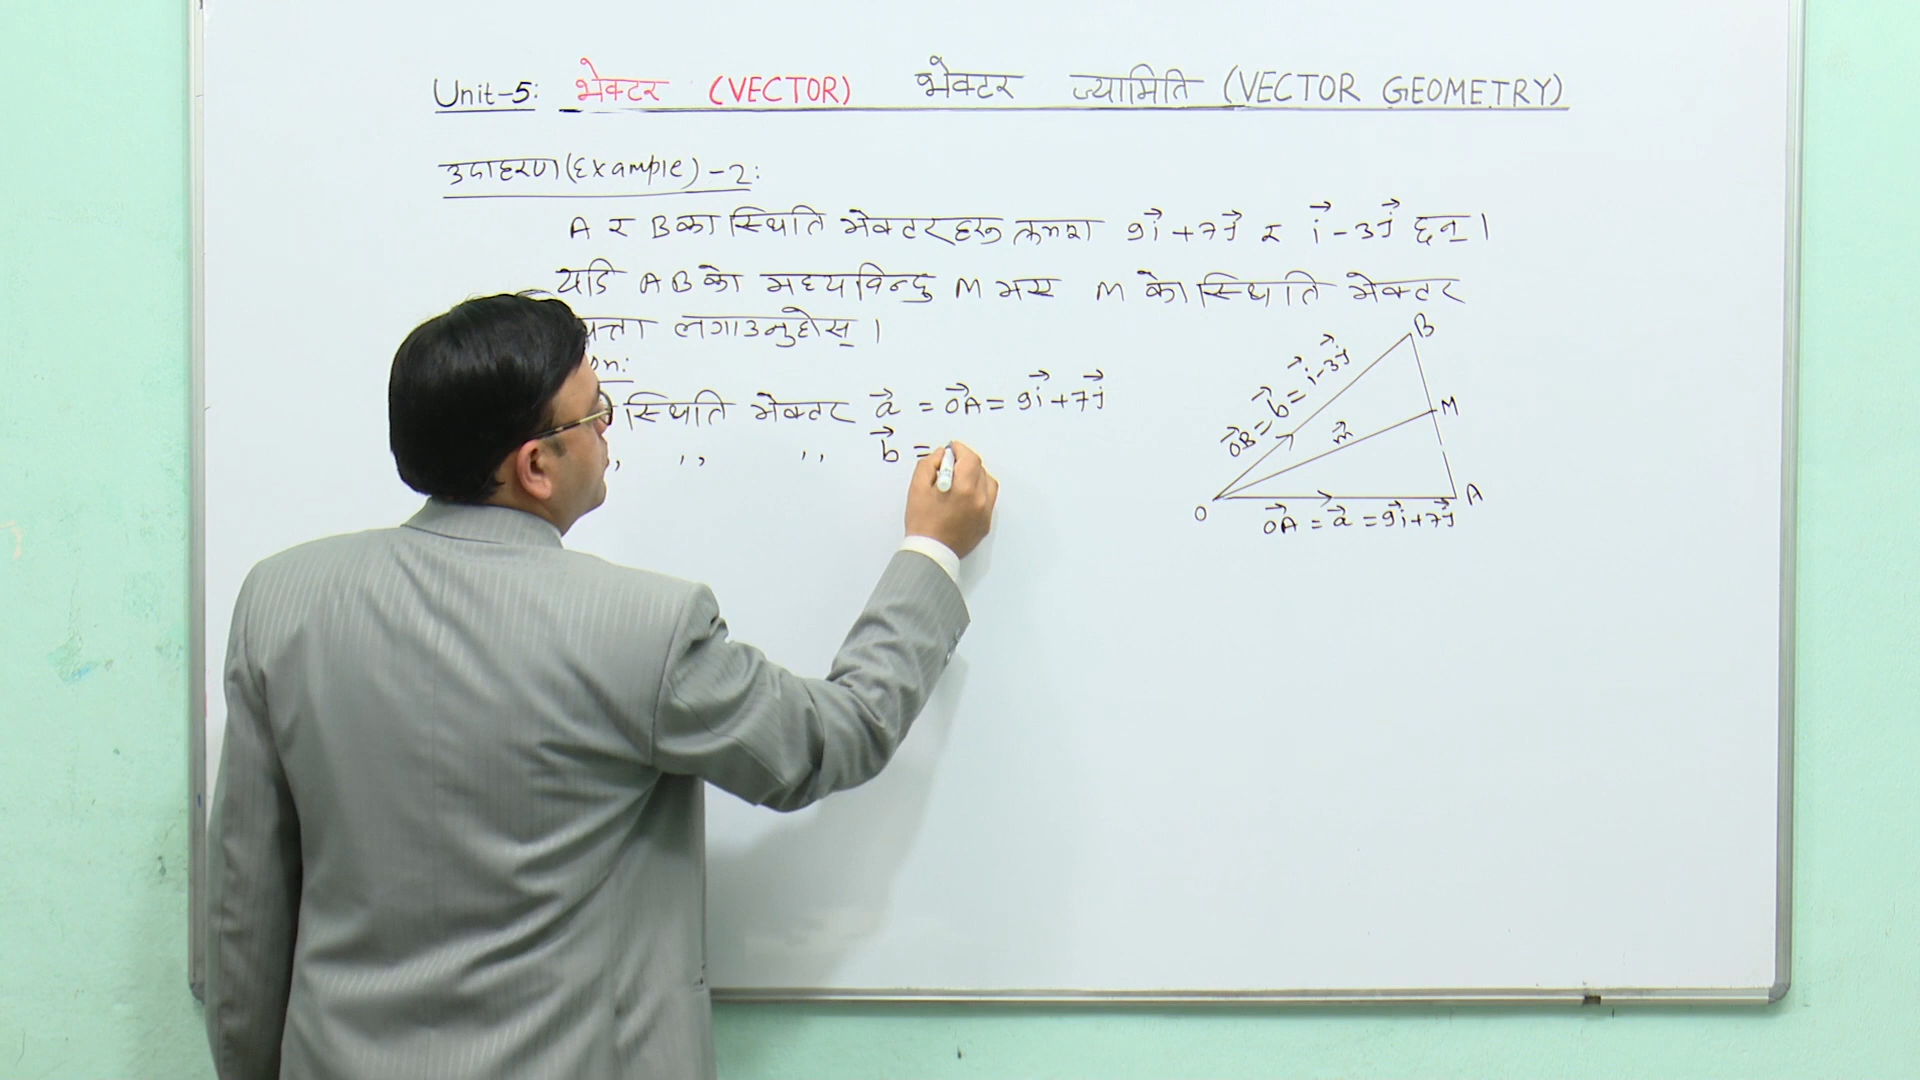 Unit-5: भेक्टर (VECTOR) भेक्टर ज्यामिति (VECTOR GEOMETRY)
उदाहरण (Example) -2:
A र B का स्थिति भेक्टरहरू क्रमश 9i⃗ + 7j⃗ र i⃗ - 3j⃗ छन् ।
यदि AB को मध्यविन्दु M भए M को स्थिति भेक्टर
पत्ता लगाउनुहोस् ।
स्थिति भेक्टर a⃗ = OA⃗ = 9i⃗ + 7j⃗
,, ,, ,, b⃗ =
B
OB⃗ = b⃗ = i⃗ - 3j⃗
M
m⃗
O
A
OA⃗ = a⃗ = 9i⃗ + 7j⃗